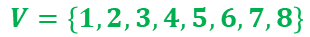 V = {1, 2, 3, 4, 5, 6, 7, 8}